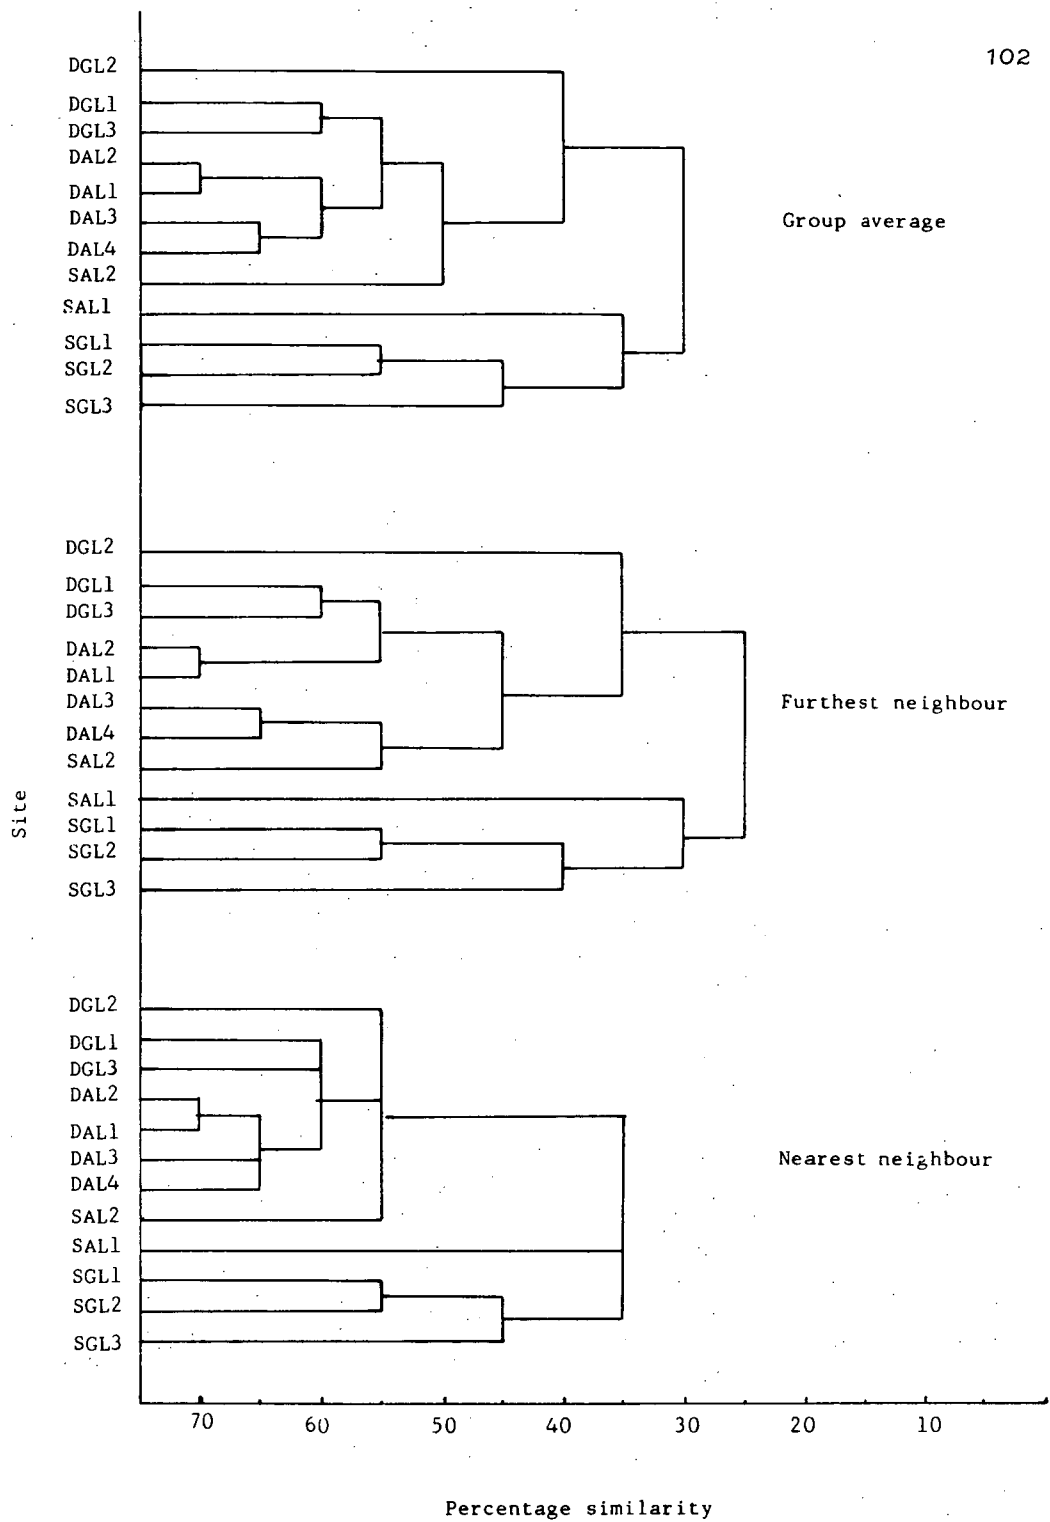 102
DGL2
DGL1
DGL3
DAL2
DAL1
DAL3
DAL4
SAL2
SAL1
SGL1
SGL2
SGL3
Group average
DGL2
DGL1
DGL3
DAL2
DAL1
DAL3
DAL4
SAL2
SAL1
SGL1
SGL2
SGL3
Furthest neighbour
Site
DGL2
DGL1
DGL3
DAL2
DAL1
DAL3
DAL4
SAL2
SAL1
SGL1
SGL2
SGL3
Nearest neighbour
70 60 50 40 30 20 10
Percentage similarity